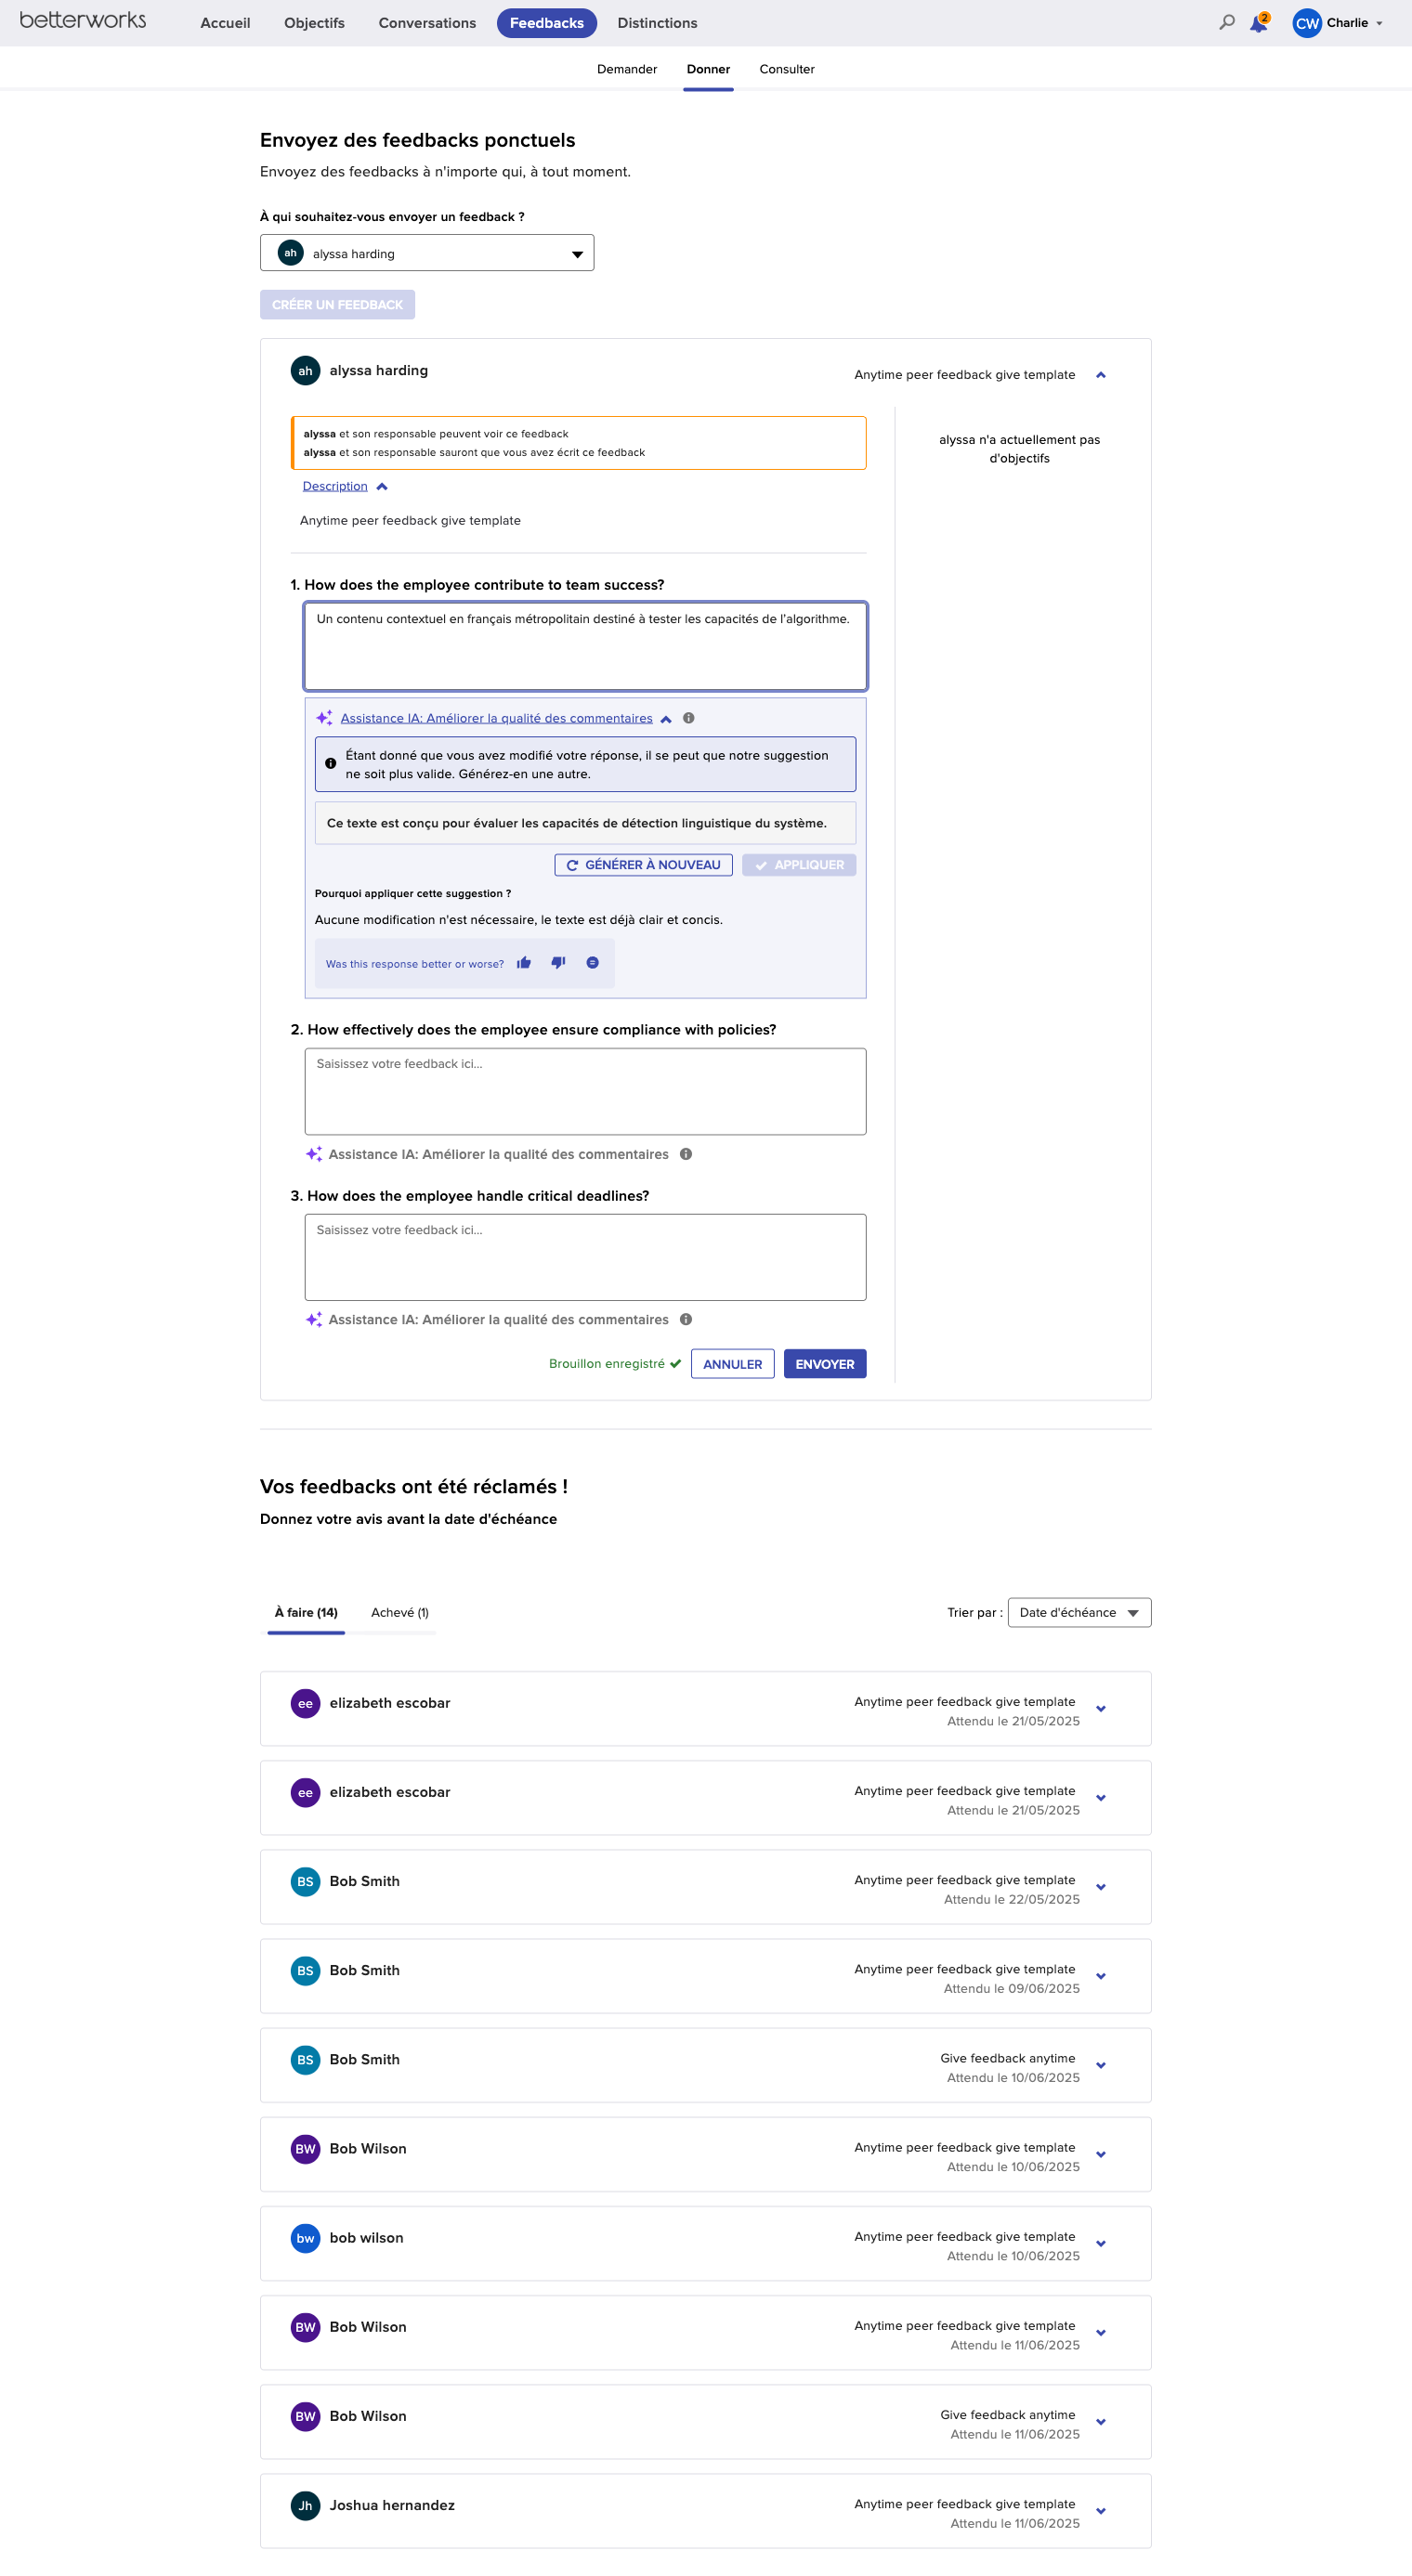 betterworks
Accueil
Objectifs
Conversations
Feedbacks
Distinctions
2
CW
Charlie
Demander
Donner
Consulter
Envoyez des feedbacks ponctuels
Envoyez des feedbacks à n'importe qui, à tout moment.
À qui souhaitez-vous envoyer un feedback ?
ah
alyssa harding
CRÉER UN FEEDBACK
ah
alyssa harding
Anytime peer feedback give template
alyssa et son responsable peuvent voir ce feedback
alyssa et son responsable sauront que vous avez écrit ce feedback
alyssa n'a actuellement pas
d'objectifs
Description
Anytime peer feedback give template
1. How does the employee contribute to team success?
Un contenu contextuel en français métropolitain destiné à tester les capacités de l'algorithme.
Assistance IA: Améliorer la qualité des commentaires
Étant donné que vous avez modifié votre réponse, il se peut que notre suggestion
ne soit plus valide. Générez-en une autre.
Ce texte est conçu pour évaluer les capacités de détection linguistique du système.
GÉNÉRER À NOUVEAU
APPLIQUER
Pourquoi appliquer cette suggestion ?
Aucune modification n'est nécessaire, le texte est déjà clair et concis.
Was this response better or worse?
2. How effectively does the employee ensure compliance with policies?
Saisissez votre feedback ici...
Assistance IA: Améliorer la qualité des commentaires
3. How does the employee handle critical deadlines?
Saisissez votre feedback ici...
Assistance IA: Améliorer la qualité des commentaires
Brouillon enregistré
ANNULER
ENVOYER
Vos feedbacks ont été réclamés !
Donnez votre avis avant la date d'échéance
À faire (14)
Achevé (1)
Trier par :
Date d'échéance
ee
elizabeth escobar
Anytime peer feedback give template
Attendu le 21/05/2025
ee
elizabeth escobar
Anytime peer feedback give template
Attendu le 21/05/2025
BS
Bob Smith
Anytime peer feedback give template
Attendu le 22/05/2025
BS
Bob Smith
Anytime peer feedback give template
Attendu le 09/06/2025
BS
Bob Smith
Give feedback anytime
Attendu le 10/06/2025
BW
Bob Wilson
Anytime peer feedback give template
Attendu le 10/06/2025
bw
bob wilson
Anytime peer feedback give template
Attendu le 10/06/2025
BW
Bob Wilson
Anytime peer feedback give template
Attendu le 11/06/2025
BW
Bob Wilson
Give feedback anytime
Attendu le 11/06/2025
Jh
Joshua hernandez
Anytime peer feedback give template
Attendu le 11/06/2025